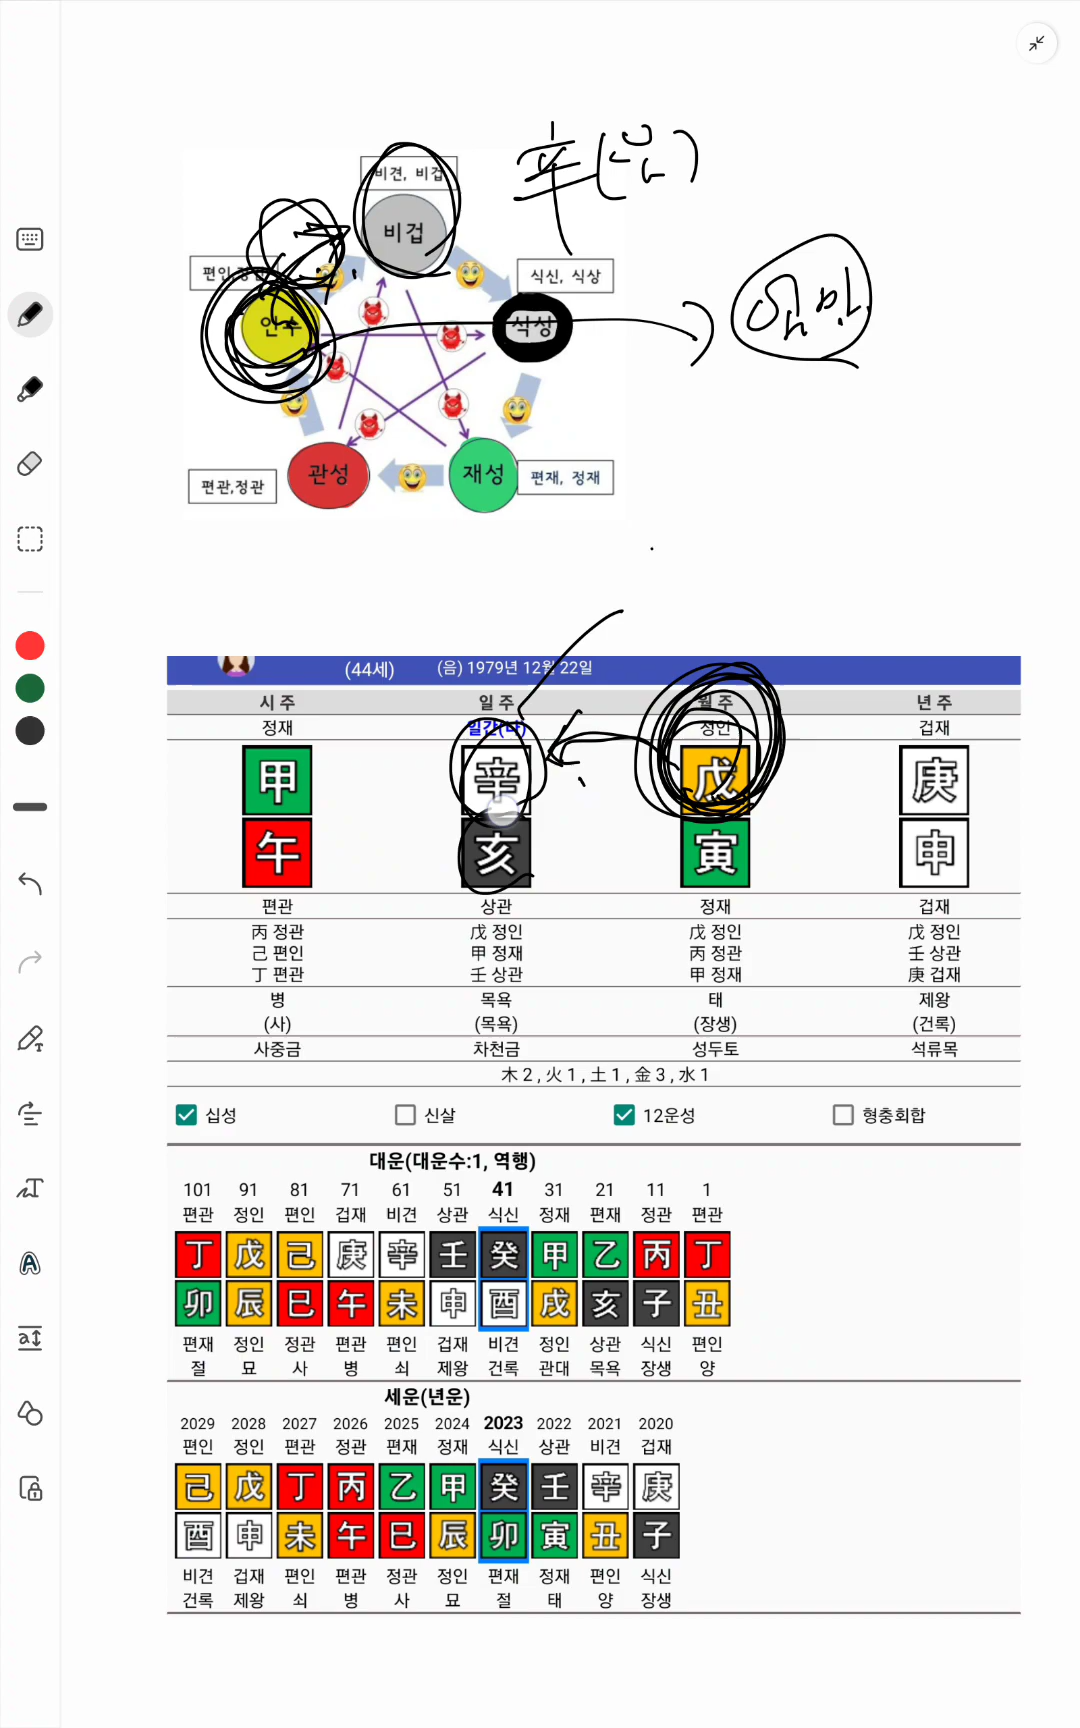 辛(음)
비견, 비겁
비겁
편인,정인
식신, 식상
인수
식상
엄마
관성
재성
편관,정관
편재, 정재
(44세) (음) 1979년 12월 22일
시 주 일 주 월 주 년 주
정재 일간(나) 정인 겁재
甲 辛 戊 庚
午 亥 寅 申
편관 상관 정재 겁재
丙 정관 戊 정인 戊 정인 戊 정인
己 편인 甲 정재 丙 정관 壬 상관
丁 편관 壬 상관 甲 정재 庚 겁재
병 목욕 태 제왕
(사) (목욕) (장생) (건록)
사중금 차천금 성두토 석류목
木 2 , 火 1 , 土 1 , 金 3 , 水 1
십성 신살 12운성 형충회합
대운(대운수:1, 역행)
101 91 81 71 61 51 41 31 21 11 1
편관 정인 편인 겁재 비견 상관 식신 정재 편재 정관 편관
丁 戊 己 庚 辛 壬 癸 甲 乙 丙 丁
卯 辰 巳 午 未 申 酉 戌 亥 子 丑
편재 정인 정관 편관 편인 겁재 비견 정인 상관 식신 편인
절 묘 사 병 쇠 제왕 건록 관대 목욕 장생 양
세운(년운)
2029 2028 2027 2026 2025 2024 2023 2022 2021 2020
편인 정인 편관 정관 편재 정재 식신 상관 비견 겁재
己 戊 丁 丙 乙 甲 癸 壬 辛 庚
酉 申 未 午 巳 辰 卯 寅 丑 子
비견 겁재 편인 편관 정관 정인 편재 정재 편인 식신
건록 제왕 쇠 병 사 묘 절 태 양 장생